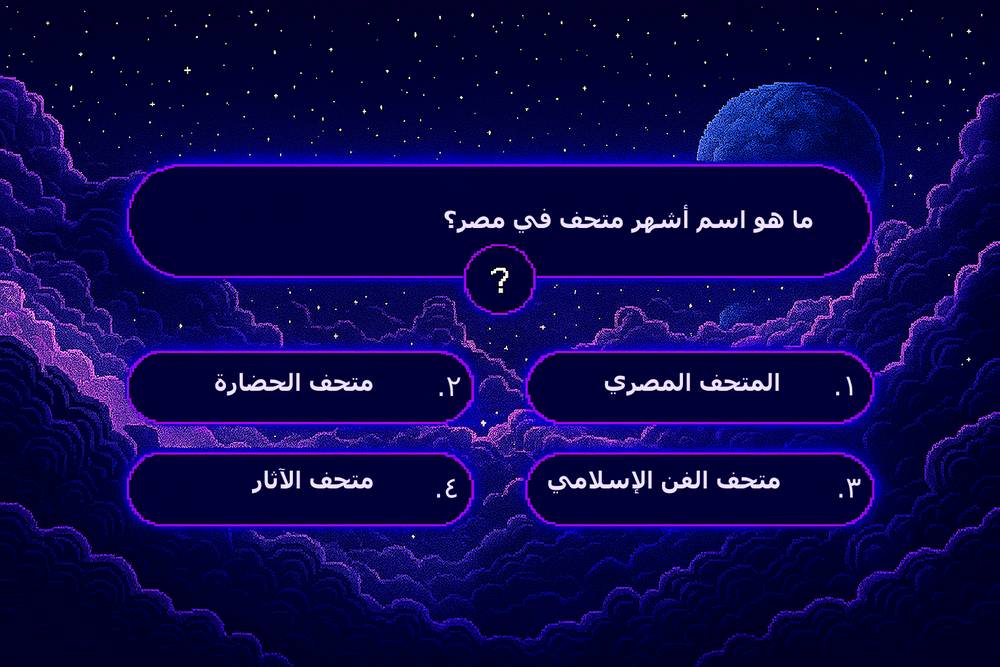 ما هو اسم أشهر متحف في مصر؟
?
١. المتحف المصري
٢. متحف الحضارة
٣. متحف الفن الإسلامي
٤. متحف الآثار